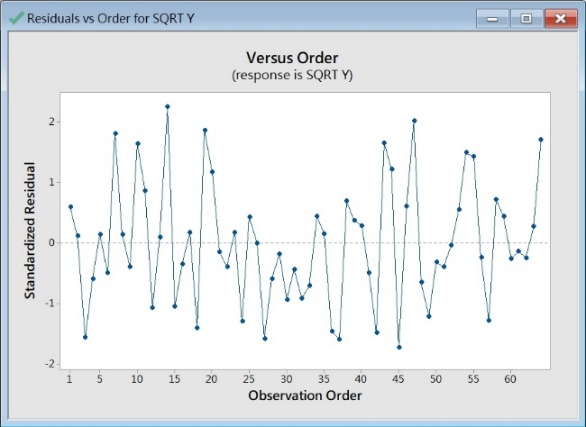 Residuals vs Order for SQRT Y
Versus Order
(response is SQRT Y)
Standardized Residual
2
1
0
-1
-2
1 5 10 15 20 25 30 35 40 45 50 55 60
Observation Order